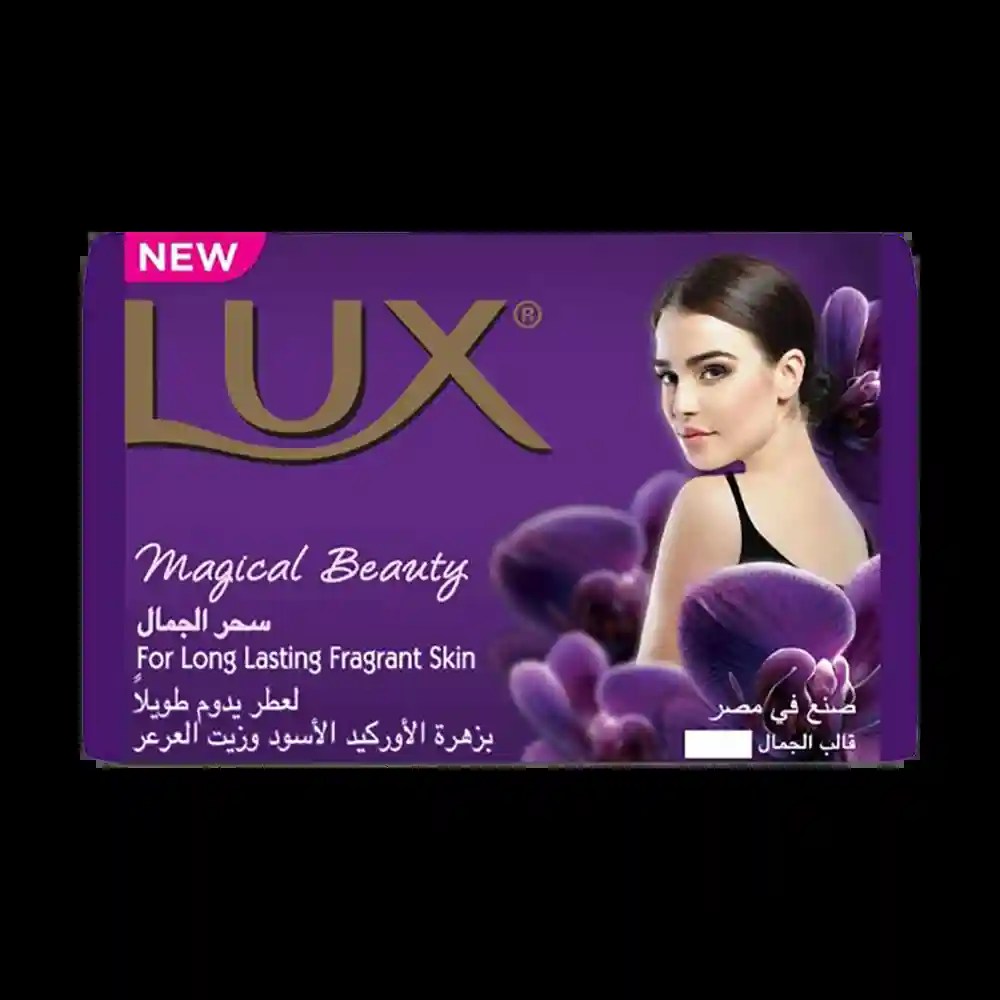 NEW
LUX®
Magical Beauty
سحر الجمال
For Long Lasting Fragrant Skin
لعطر يدوم طويلاً
بزهرة الأوركيد الأسود وزيت العرعر
صنع في مصر
قالب الجمال